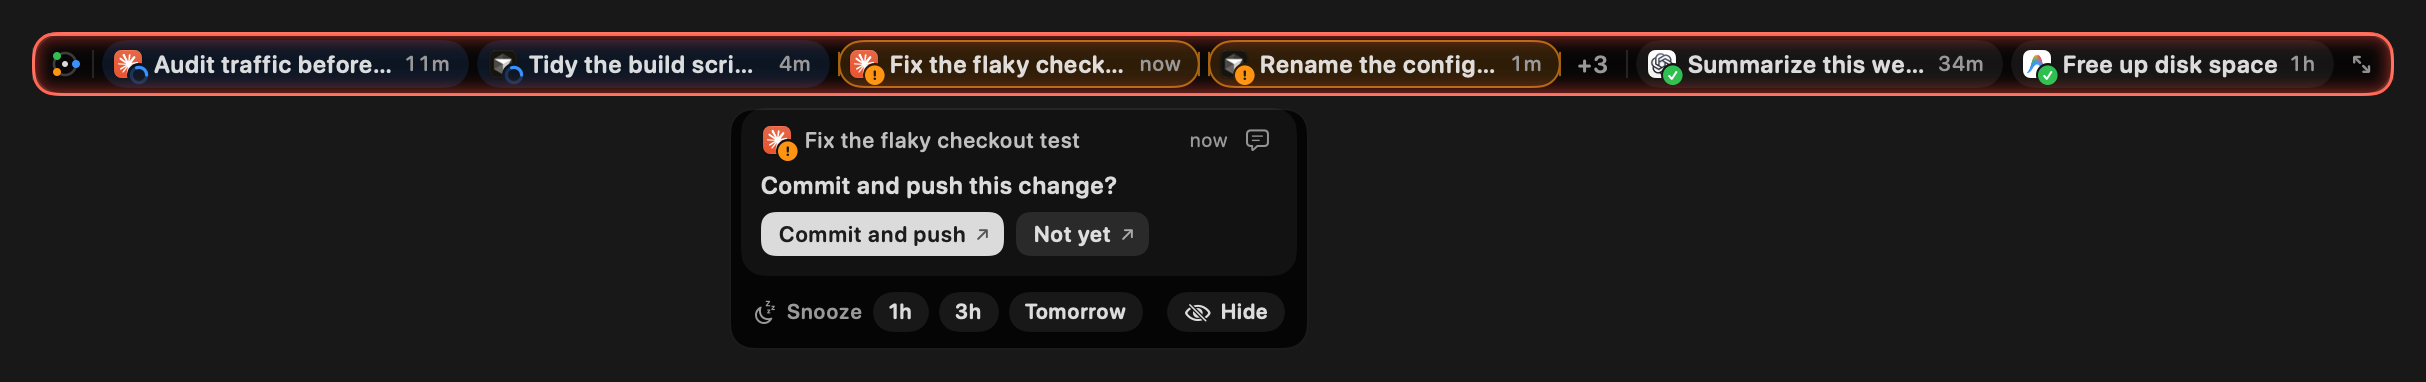 Audit traffic before... 11m Tidy the build scri... 4m Fix the flaky check... now Rename the config... 1m +3 Summarize this we... 34m Free up disk space 1h
Fix the flaky checkout test now
Commit and push this change?
Commit and push Not yet
Snooze 1h 3h Tomorrow Hide